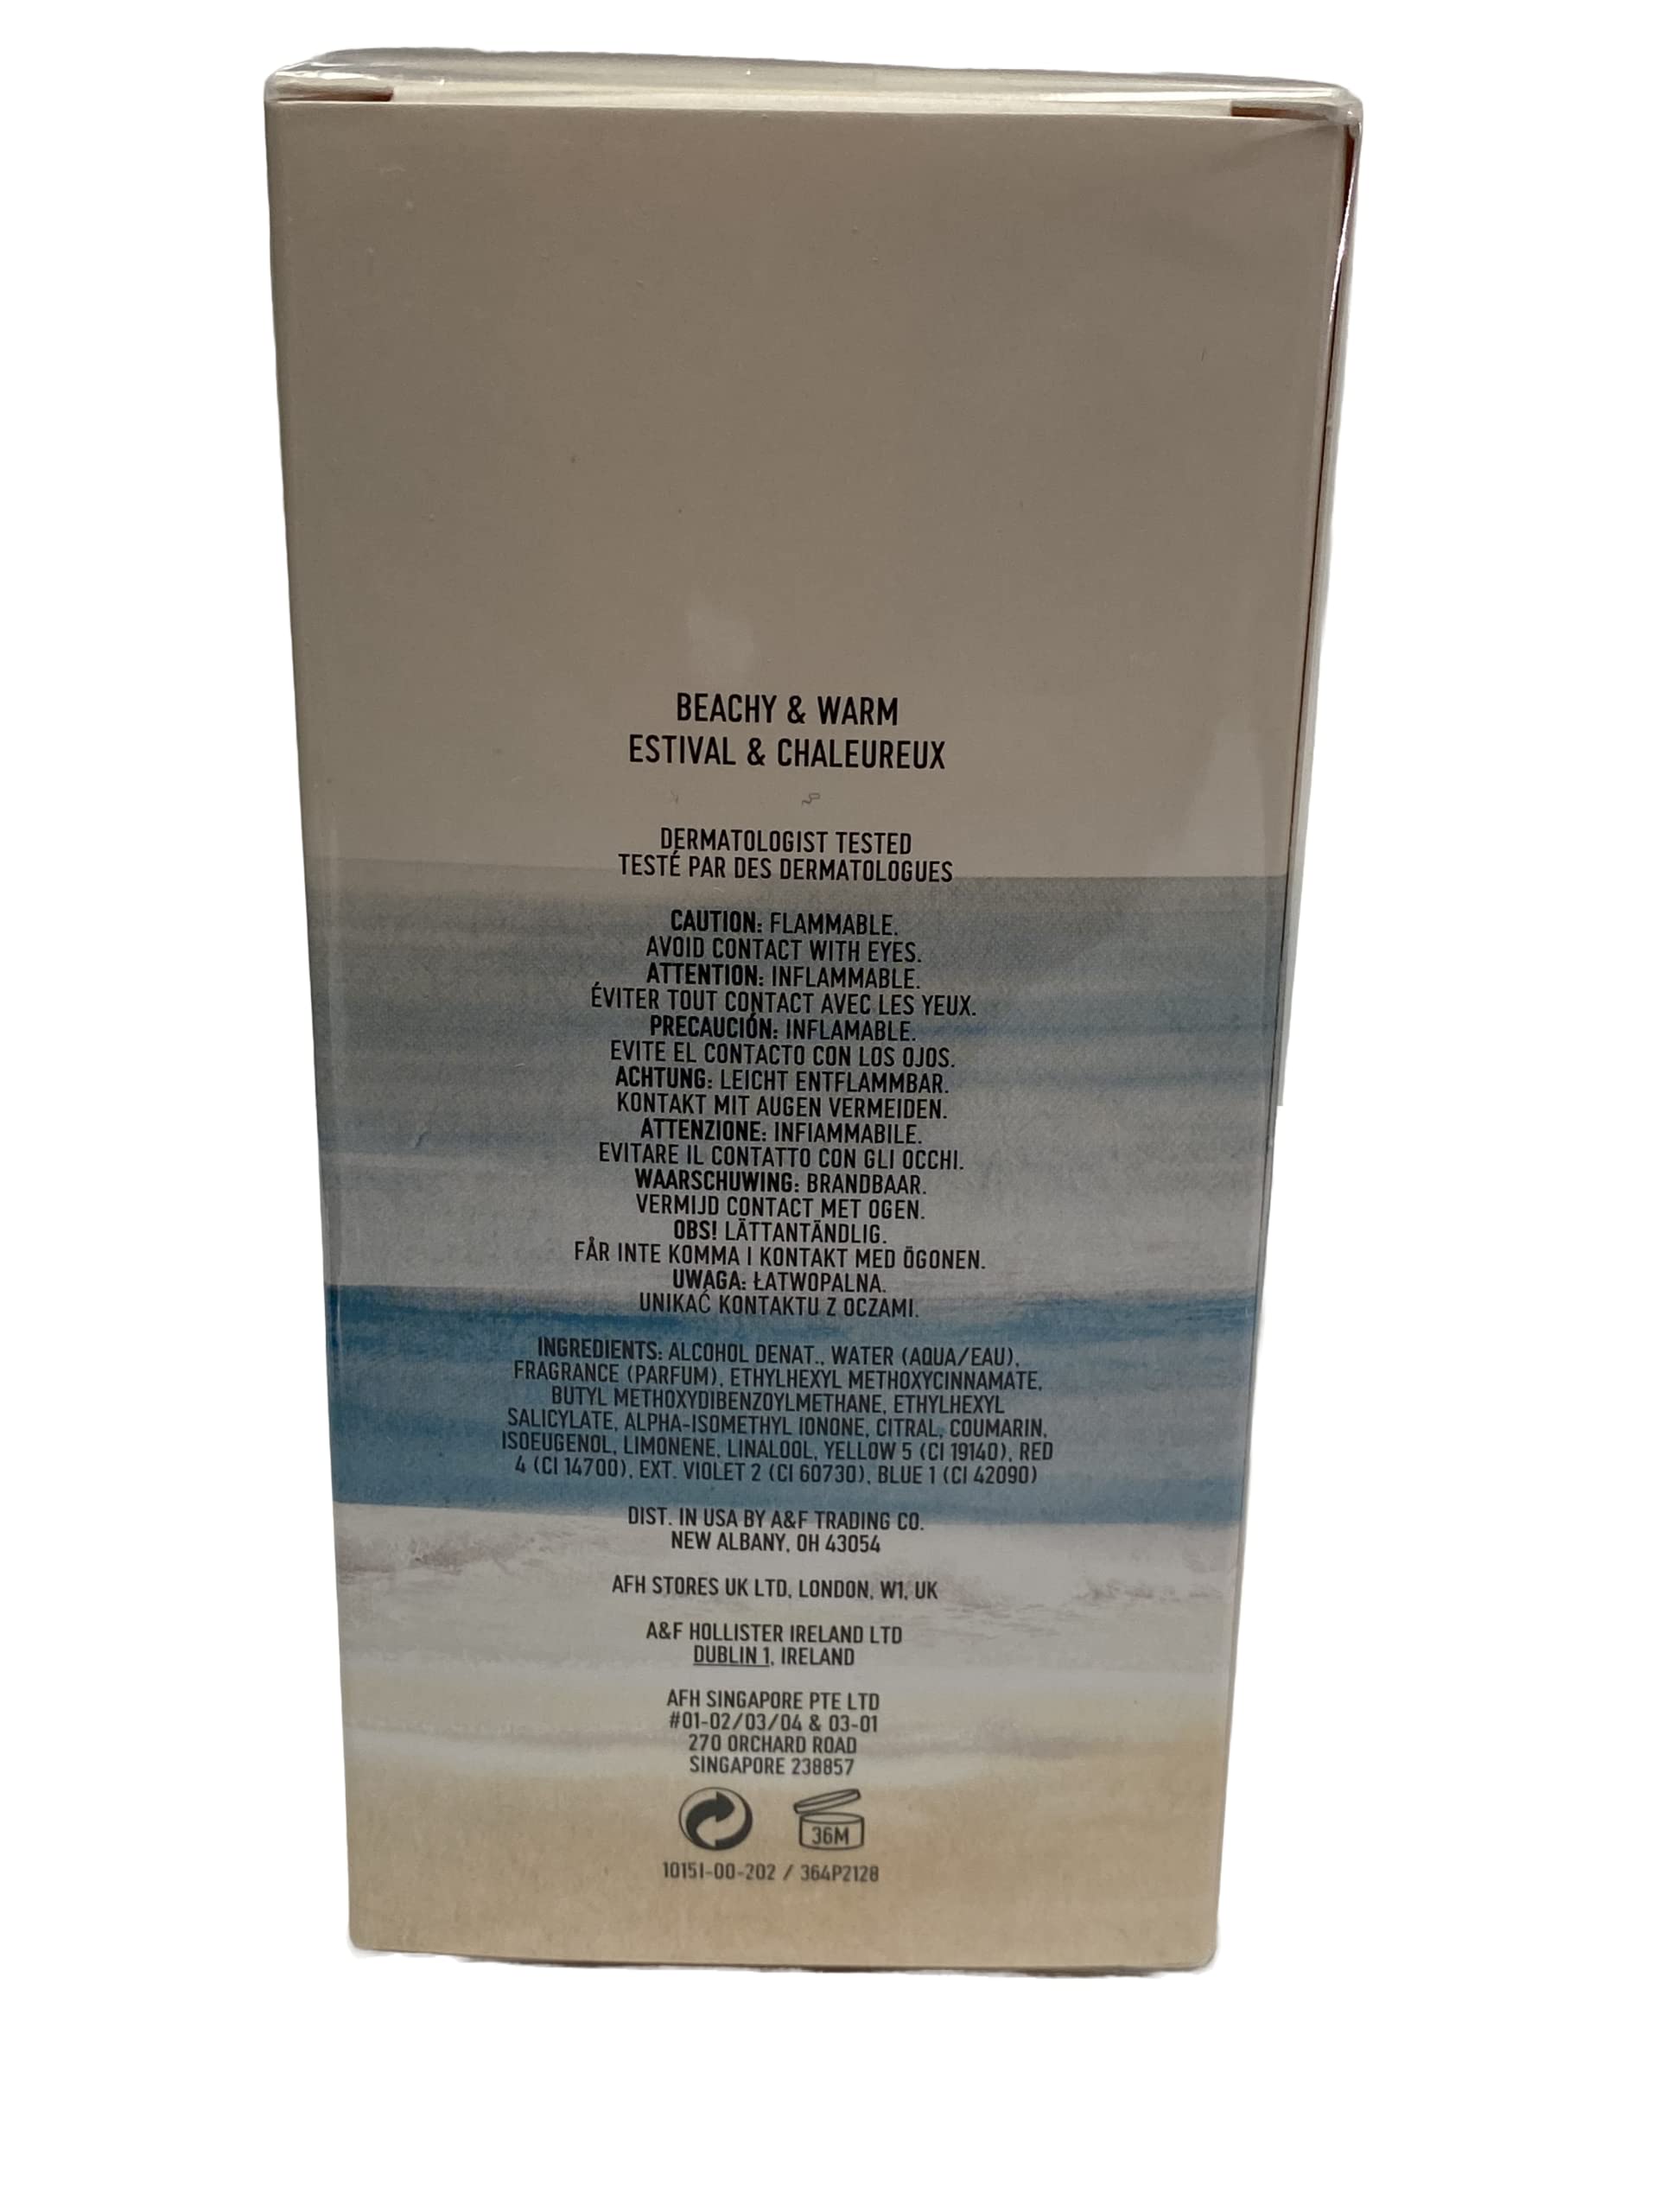 BEACHY & WARM
ESTIVAL & CHALEUREUX
DERMATOLOGIST TESTED
TESTÉ PAR DES DERMATOLOGUES
CAUTION: FLAMMABLE.
AVOID CONTACT WITH EYES.
ATTENTION: INFLAMMABLE.
ÉVITER TOUT CONTACT AVEC LES YEUX.
PRECAUCIÓN: INFLAMABLE.
EVITE EL CONTACTO CON LOS OJOS.
ACHTUNG: LEICHT ENTFLAMMBAR.
KONTAKT MIT AUGEN VERMEIDEN.
ATTENZIONE: INFIAMMABILE.
EVITARE IL CONTATTO CON GLI OCCHI.
WAARSCHUWING: BRANDBAAR.
VERMIJD CONTACT MET OGEN.
OBS! LÄTTANTÄNDLIG.
FÅR INTE KOMMA I KONTAKT MED ÖGONEN.
UWAGA: ŁATWOPALNA.
UNIKAĆ KONTAKTU Z OCZAMI.
INGREDIENTS: ALCOHOL DENAT., WATER (AQUA/EAU),
FRAGRANCE (PARFUM), ETHYLHEXYL METHOXYCINNAMATE,
BUTYL METHOXYDIBENZOYLMETHANE, ETHYLHEXYL
SALICYLATE, ALPHA-ISOMETHYL IONONE, CITRAL, COUMARIN,
ISOEUGENOL, LIMONENE, LINALOOL, YELLOW 5 (CI 19140), RED
4 (CI 14700), EXT. VIOLET 2 (CI 60730), BLUE 1 (CI 42090)
DIST. IN USA BY A&F TRADING CO.
NEW ALBANY, OH 43054
AFH STORES UK LTD, LONDON, W1, UK
A&F HOLLISTER IRELAND LTD
DUBLIN 1, IRELAND
AFH SINGAPORE PTE LTD
#01-02/03/04 & 03-01
270 ORCHARD ROAD
SINGAPORE 238857
36M
10151-00-202 / 364P2128